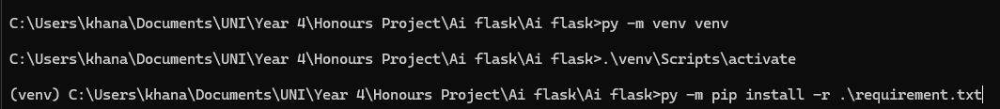 C:\Users\khana\Documents\UNI\Year 4\Honours Project\Ai flask\Ai flask>py -m venv venv
C:\Users\khana\Documents\UNI\Year 4\Honours Project\Ai flask\Ai flask>.\venv\Scripts\activate
(venv) C:\Users\khana\Documents\UNI\Year 4\Honours Project\Ai flask\Ai flask>py -m pip install -r .\requirement.txt